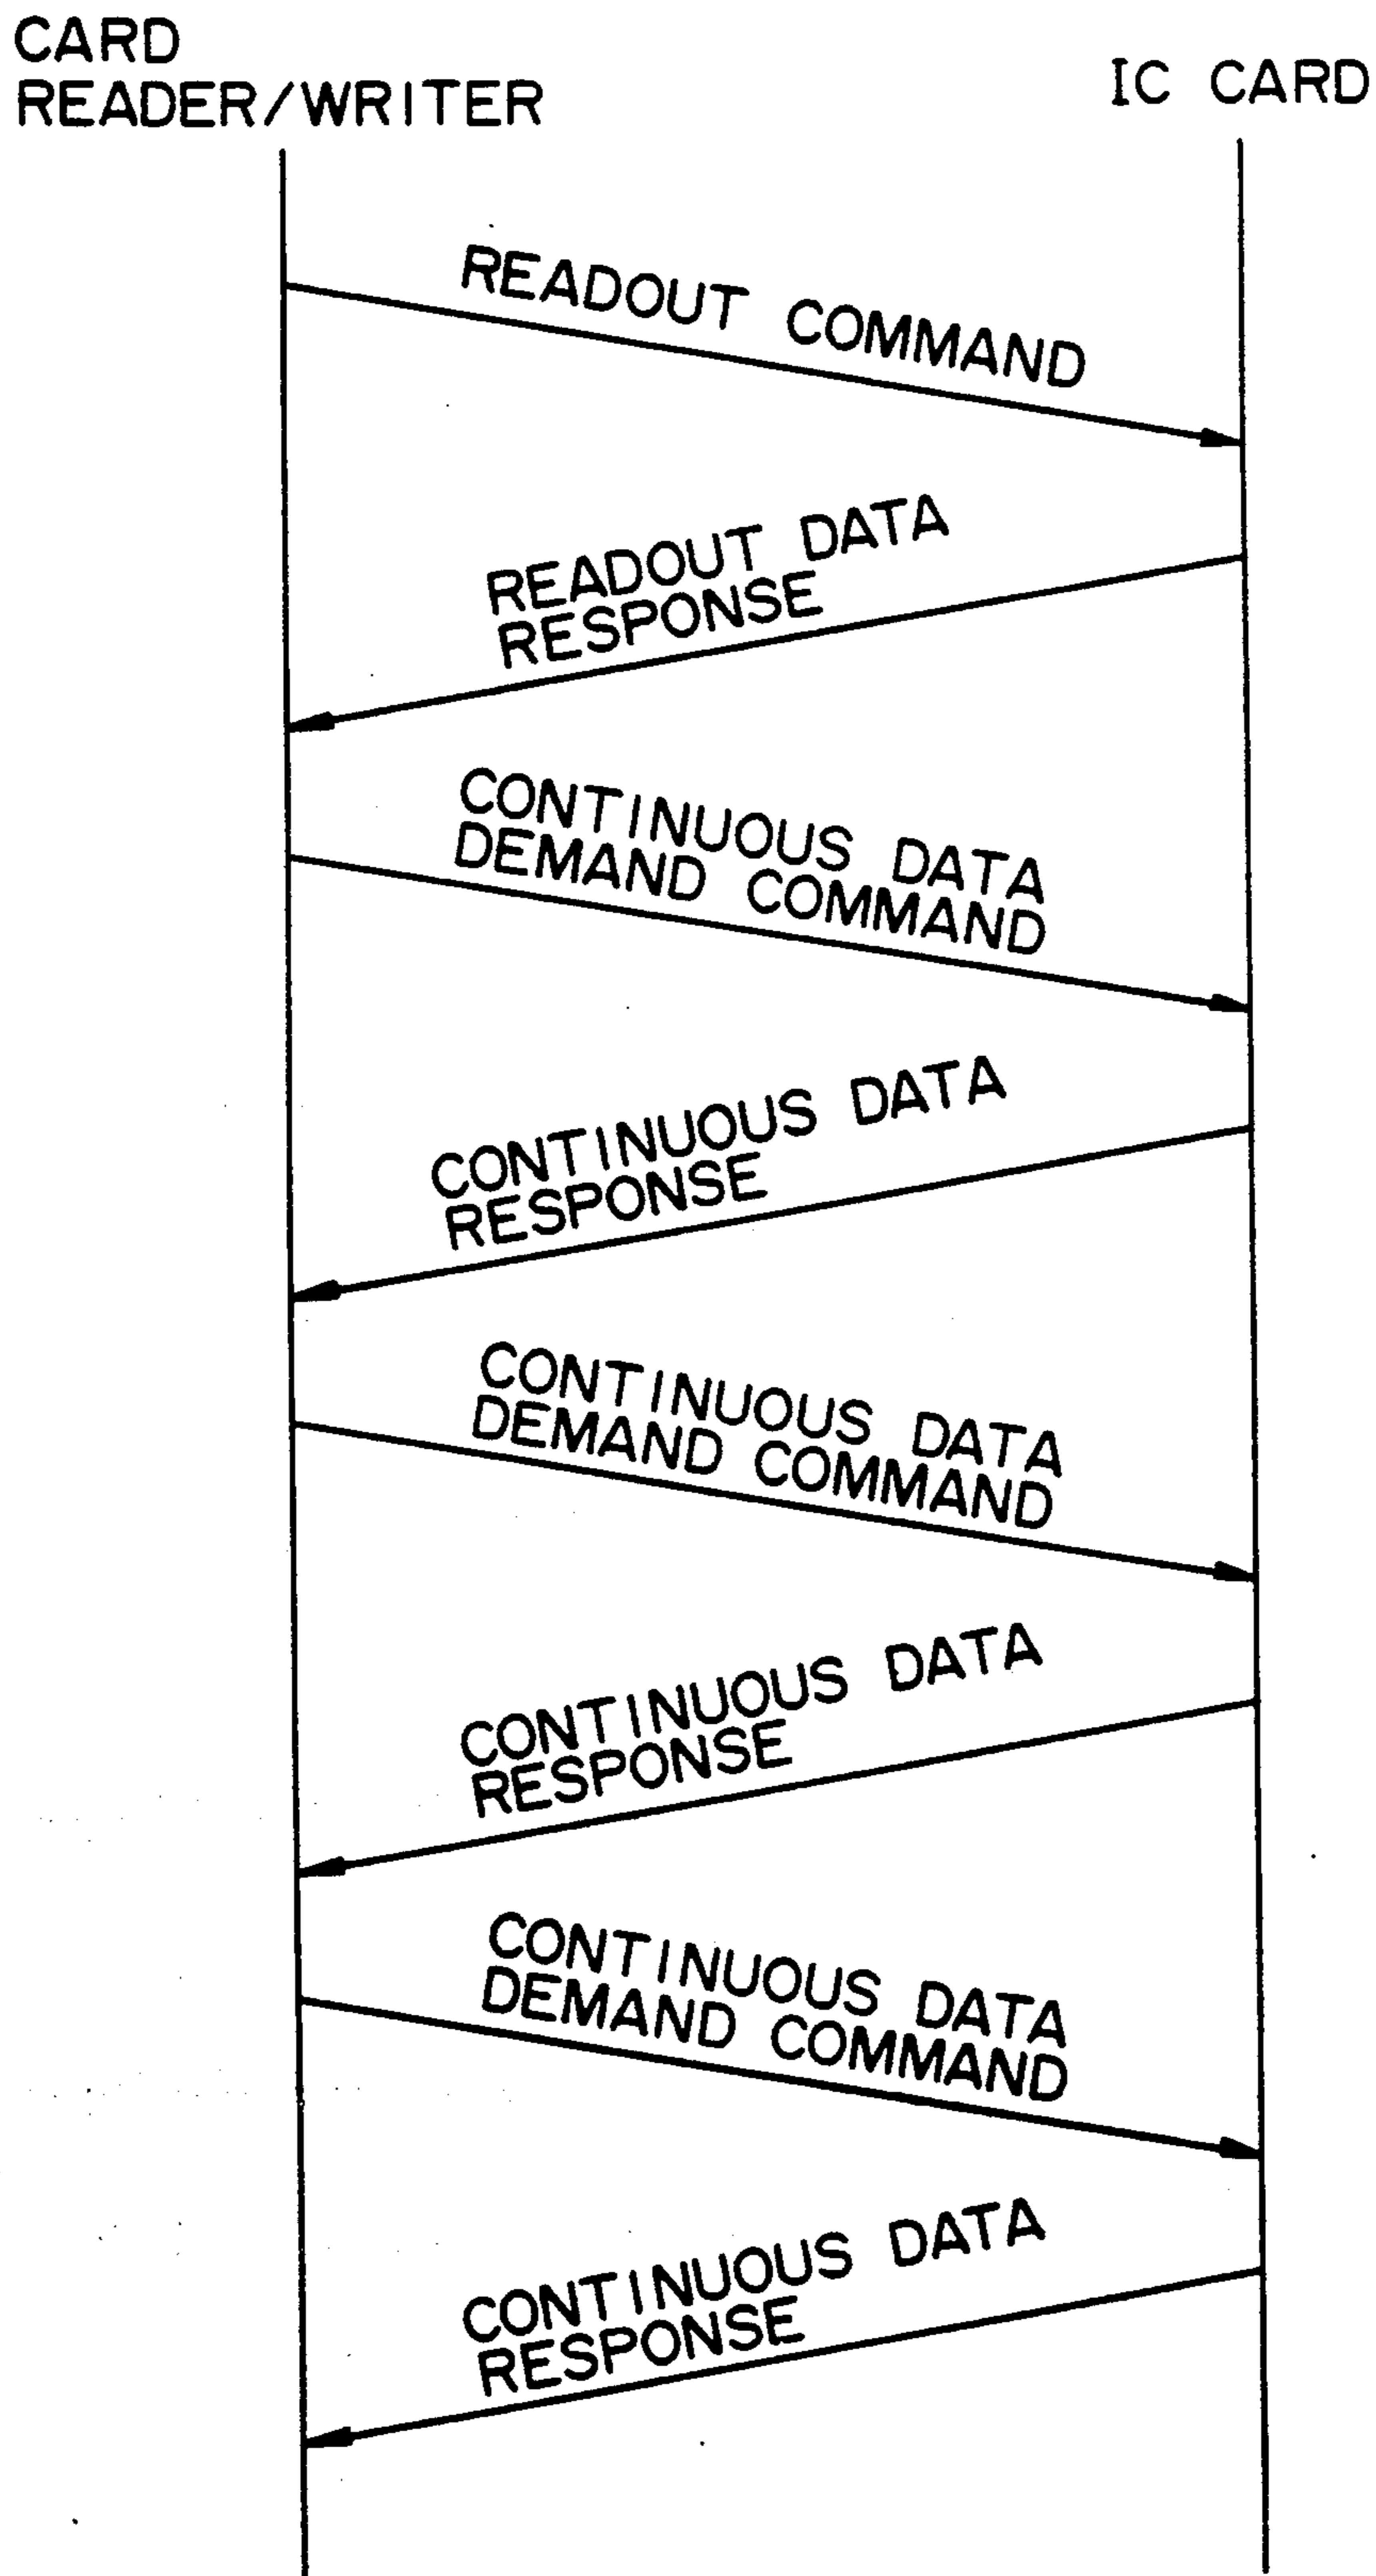 CARD
READER/WRITER
IC CARD
READOUT COMMAND
READOUT DATA
RESPONSE
CONTINUOUS DATA
DEMAND COMMAND
CONTINUOUS DATA
RESPONSE
CONTINUOUS DATA
DEMAND COMMAND
CONTINUOUS DATA
RESPONSE
CONTINUOUS DATA
DEMAND COMMAND
CONTINUOUS DATA
RESPONSE